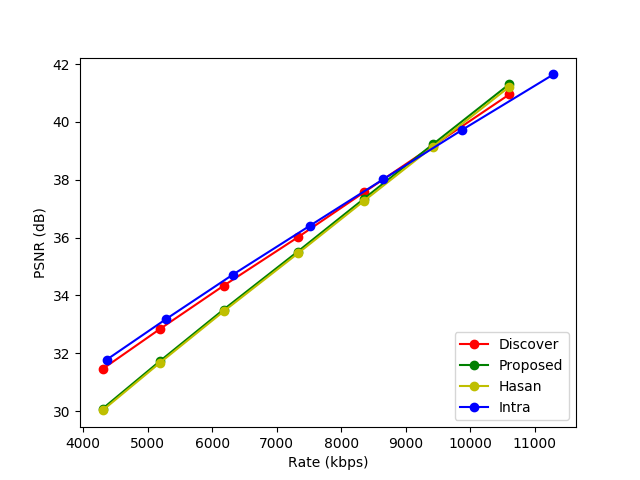 42
40
38
36
34
32
30
PSNR (dB)
4000 5000 6000 7000 8000 9000 10000 11000
Rate (kbps)
Discover
Proposed
Hasan
Intra